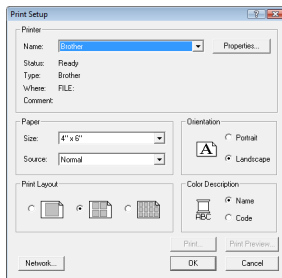 Print Setup
Printer
Name: Brother Properties...
Status: Ready
Type: Brother
Where: FILE:
Comment:
Paper
Size: 4" x 6"
Source: Normal
Orientation
A
Portrait
Landscape
Print Layout
Color Description
ABC
Name
Code
Print... Print Preview...
Network... OK Cancel